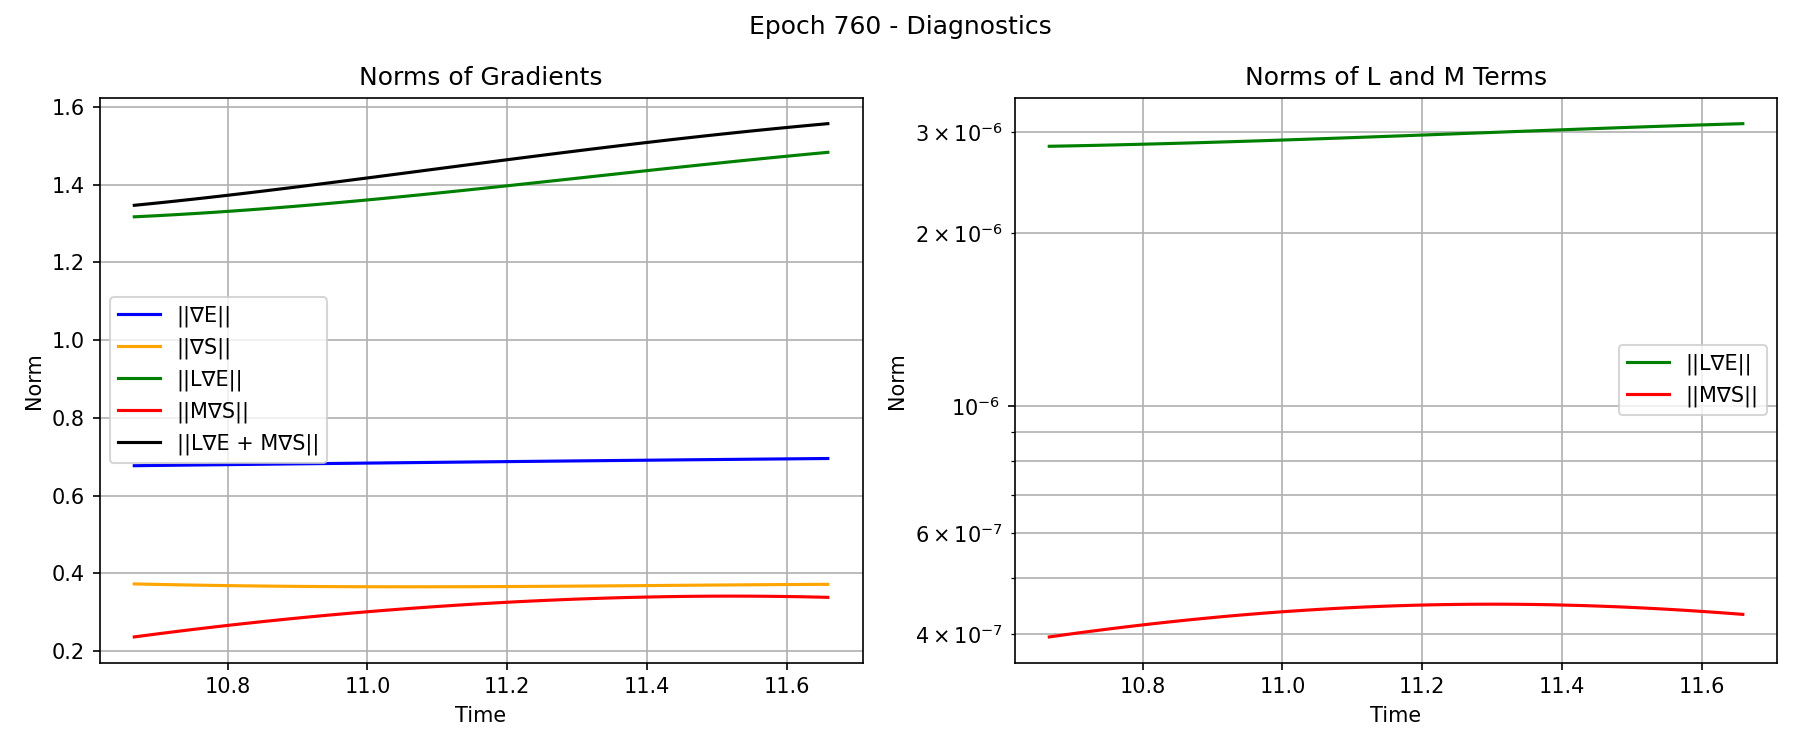 Epoch 760 - Diagnostics
Norms of Gradients
1.6
1.4
1.2
1.0
0.8
0.6
0.4
0.2
Norm
||∇E||
||∇S||
||L∇E||
||M∇S||
||L∇E + M∇S||
10.8 11.0 11.2 11.4 11.6
Time
Norms of L and M Terms
3 × 10⁻⁶
2 × 10⁻⁶
10⁻⁶
6 × 10⁻⁷
4 × 10⁻⁷
Norm
||L∇E||
||M∇S||
10.8 11.0 11.2 11.4 11.6
Time